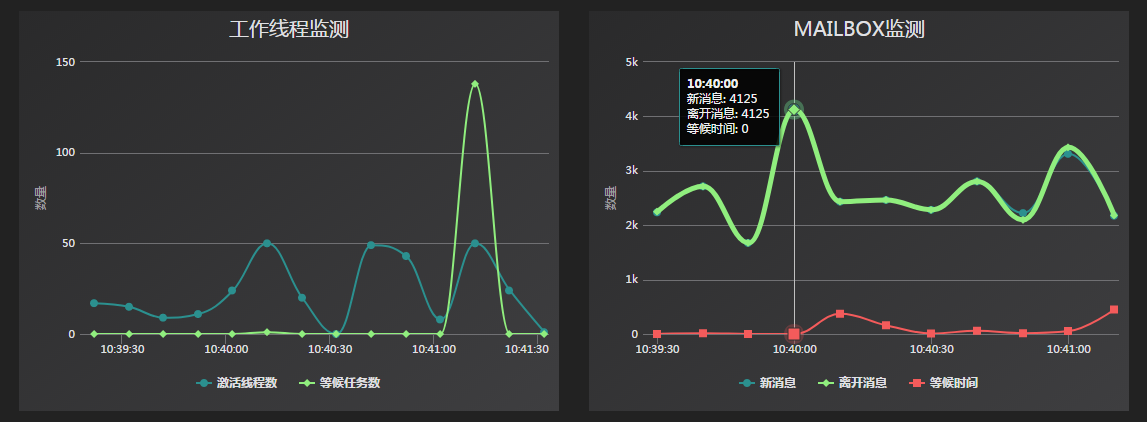 工作线程监测
150
100
50
0
数量
10:39:30
10:40:00
10:40:30
10:41:00
10:41:30
激活线程数
等候任务数
MAILBOX监测
5k
4k
3k
2k
1k
0
数量
10:40:00
新消息: 4125
离开消息: 4125
等候时间: 0
10:39:30
10:40:00
10:40:30
10:41:00
新消息
离开消息
等候时间